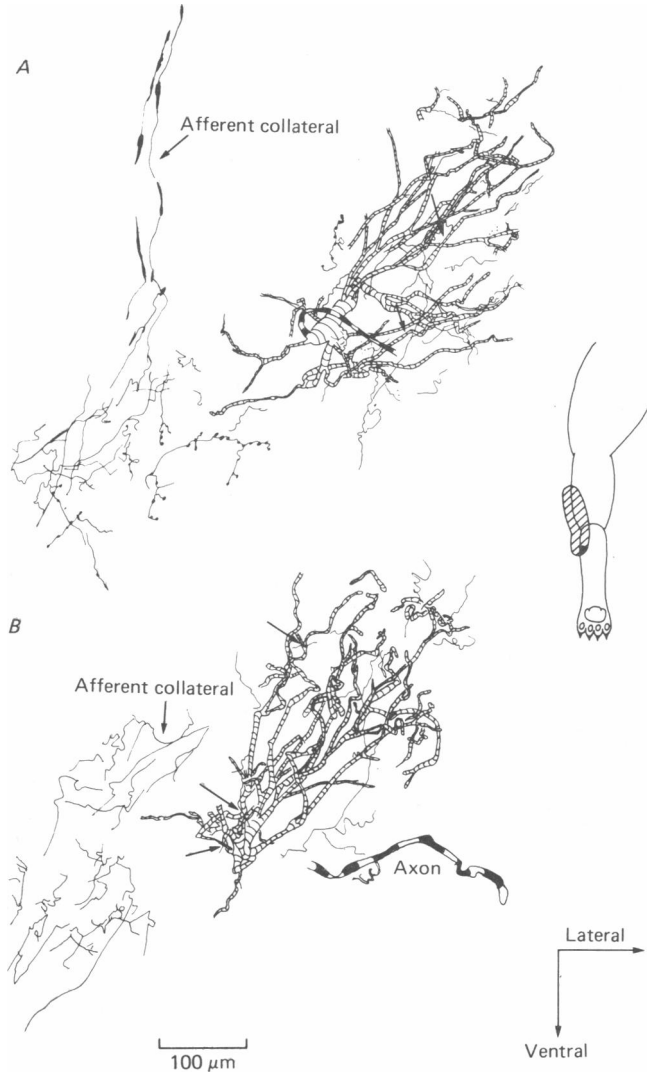 A
Afferent collateral
B
Afferent collateral
Axon
Lateral
Ventral
100 μm